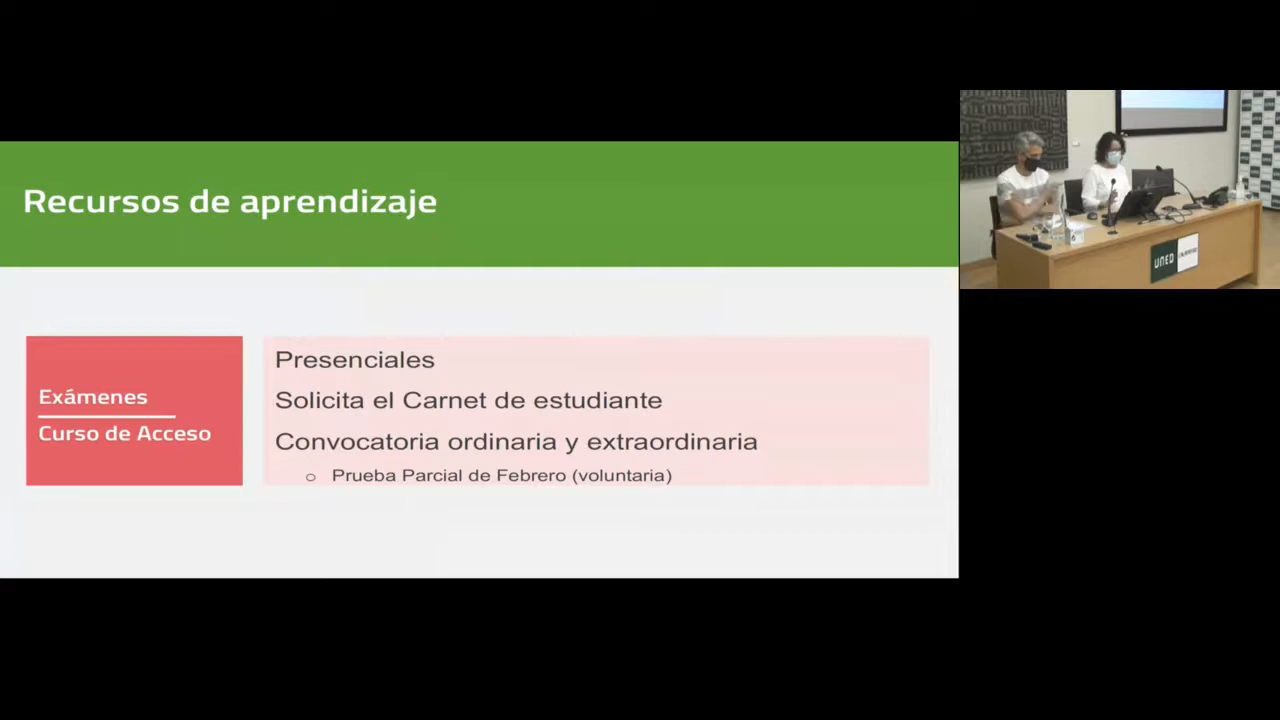 Recursos de aprendizaje
Exámenes
Curso de Acceso
Presenciales
Solicita el Carnet de estudiante
Convocatoria ordinaria y extraordinaria
o Prueba Parcial de Febrero (voluntaria)
UNED